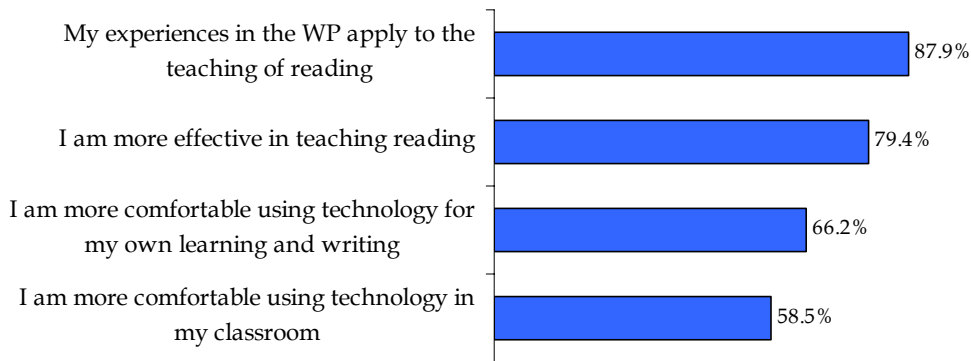 My experiences in the WP apply to the
teaching of reading
87.9%
I am more effective in teaching reading
79.4%
I am more comfortable using technology for
my own learning and writing
66.2%
I am more comfortable using technology in
my classroom
58.5%